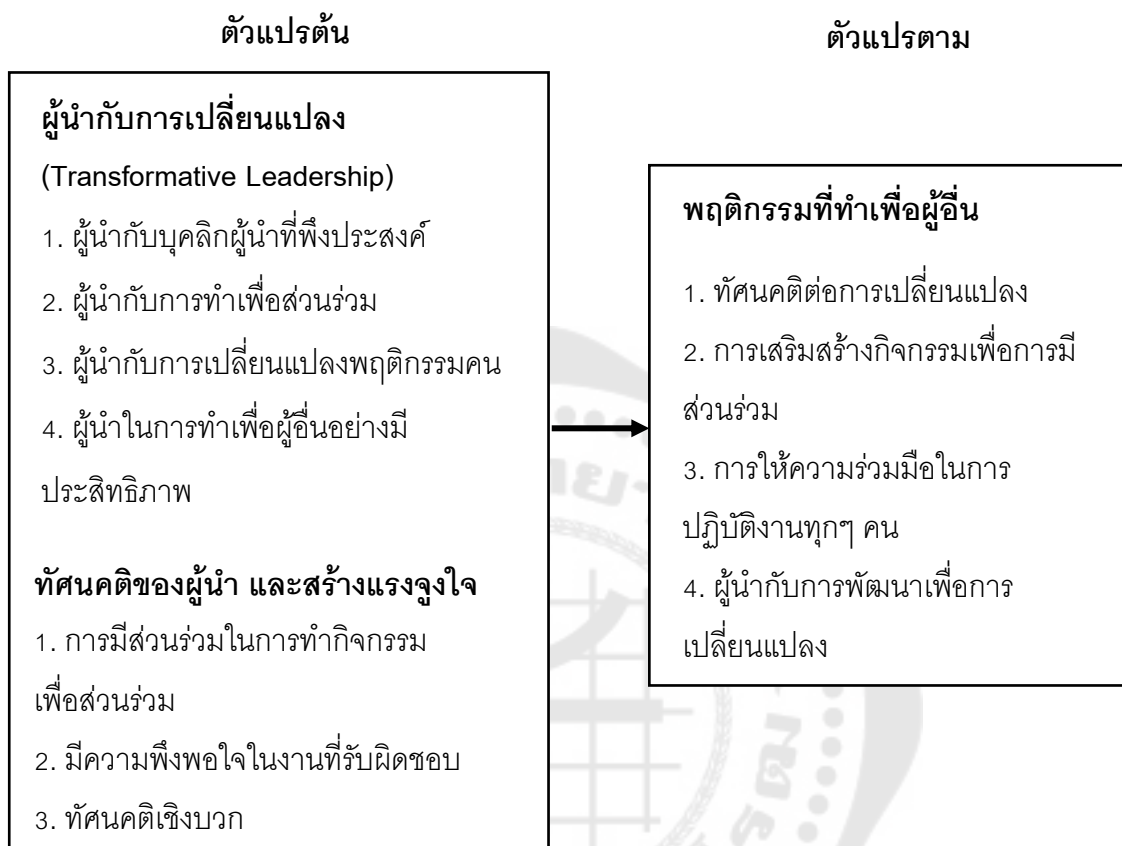 ตัวแปรต้น
ตัวแปรตาม
ผู้นำกับการเปลี่ยนแปลง
(Transformative Leadership)
1. ผู้นำกับบุคลิกผู้นำที่พึงประสงค์
2. ผู้นำกับการทำเพื่อส่วนร่วม
3. ผู้นำกับการเปลี่ยนแปลงพฤติกรรมคน
4. ผู้นำในการทำเพื่อผู้อื่นอย่างมี
ประสิทธิภาพ
ทัศนคติของผู้นำ และสร้างแรงจูงใจ
1. การมีส่วนร่วมในการทำกิจกรรม
เพื่อส่วนร่วม
2. มีความพึงพอใจในงานที่รับผิดชอบ
3. ทัศนคติเชิงบวก
พฤติกรรมที่ทำเพื่อผู้อื่น
1. ทัศนคติต่อการเปลี่ยนแปลง
2. การเสริมสร้างกิจกรรมเพื่อการมี
ส่วนร่วม
3. การให้ความร่วมมือในการ
ปฏิบัติงานทุกๆ คน
4. ผู้นำกับการพัฒนาเพื่อการ
เปลี่ยนแปลง